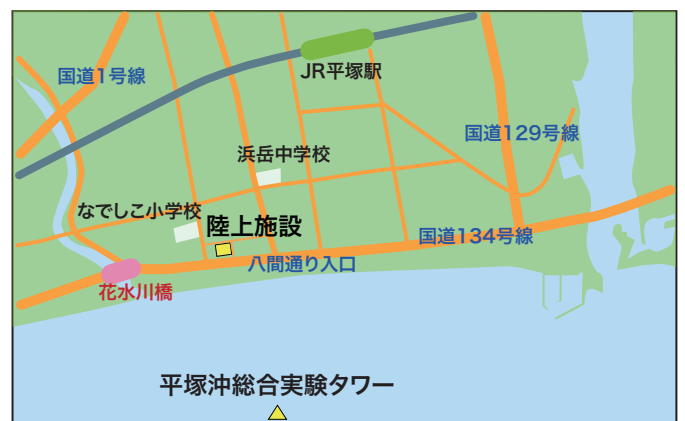 JR平塚駅
国道1号線
国道129号線
浜岳中学校
なでしこ小学校
陸上施設
国道134号線
八間通り入口
花水川橋
平塚沖総合実験タワー